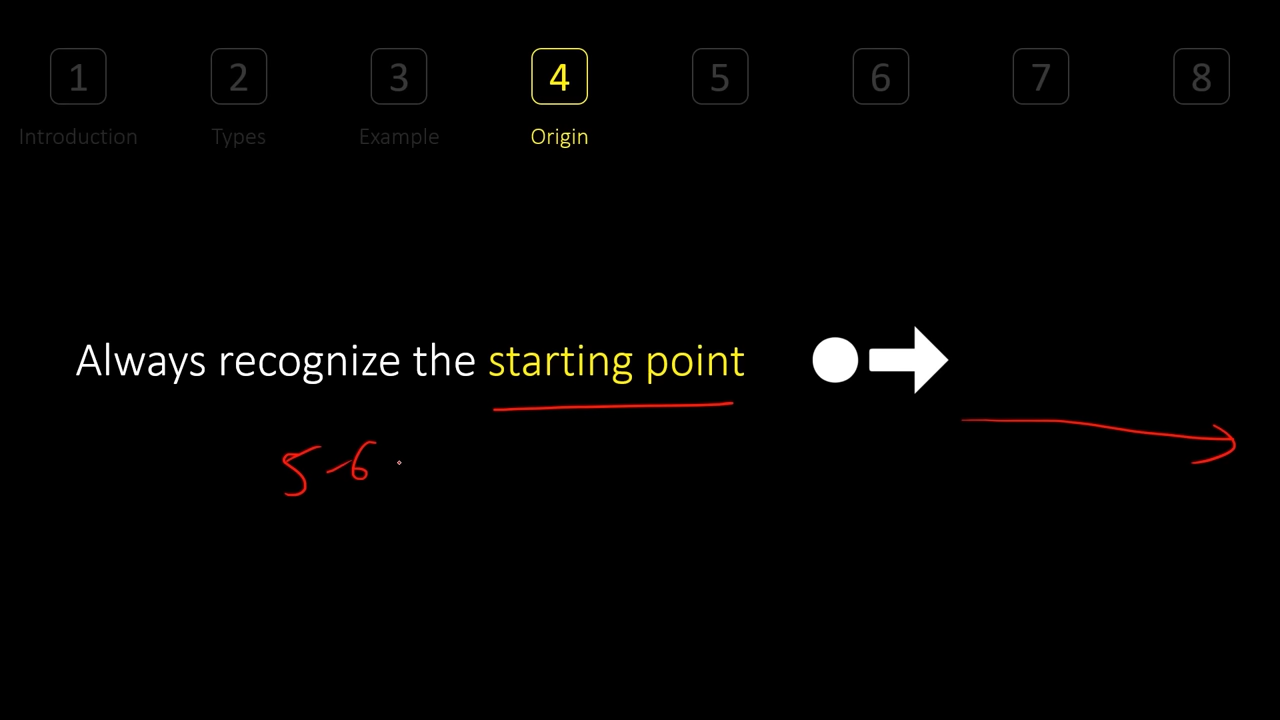 1 2 3 4 5 6 7 8
Introduction Types Example Origin
Always recognize the starting point
5-6